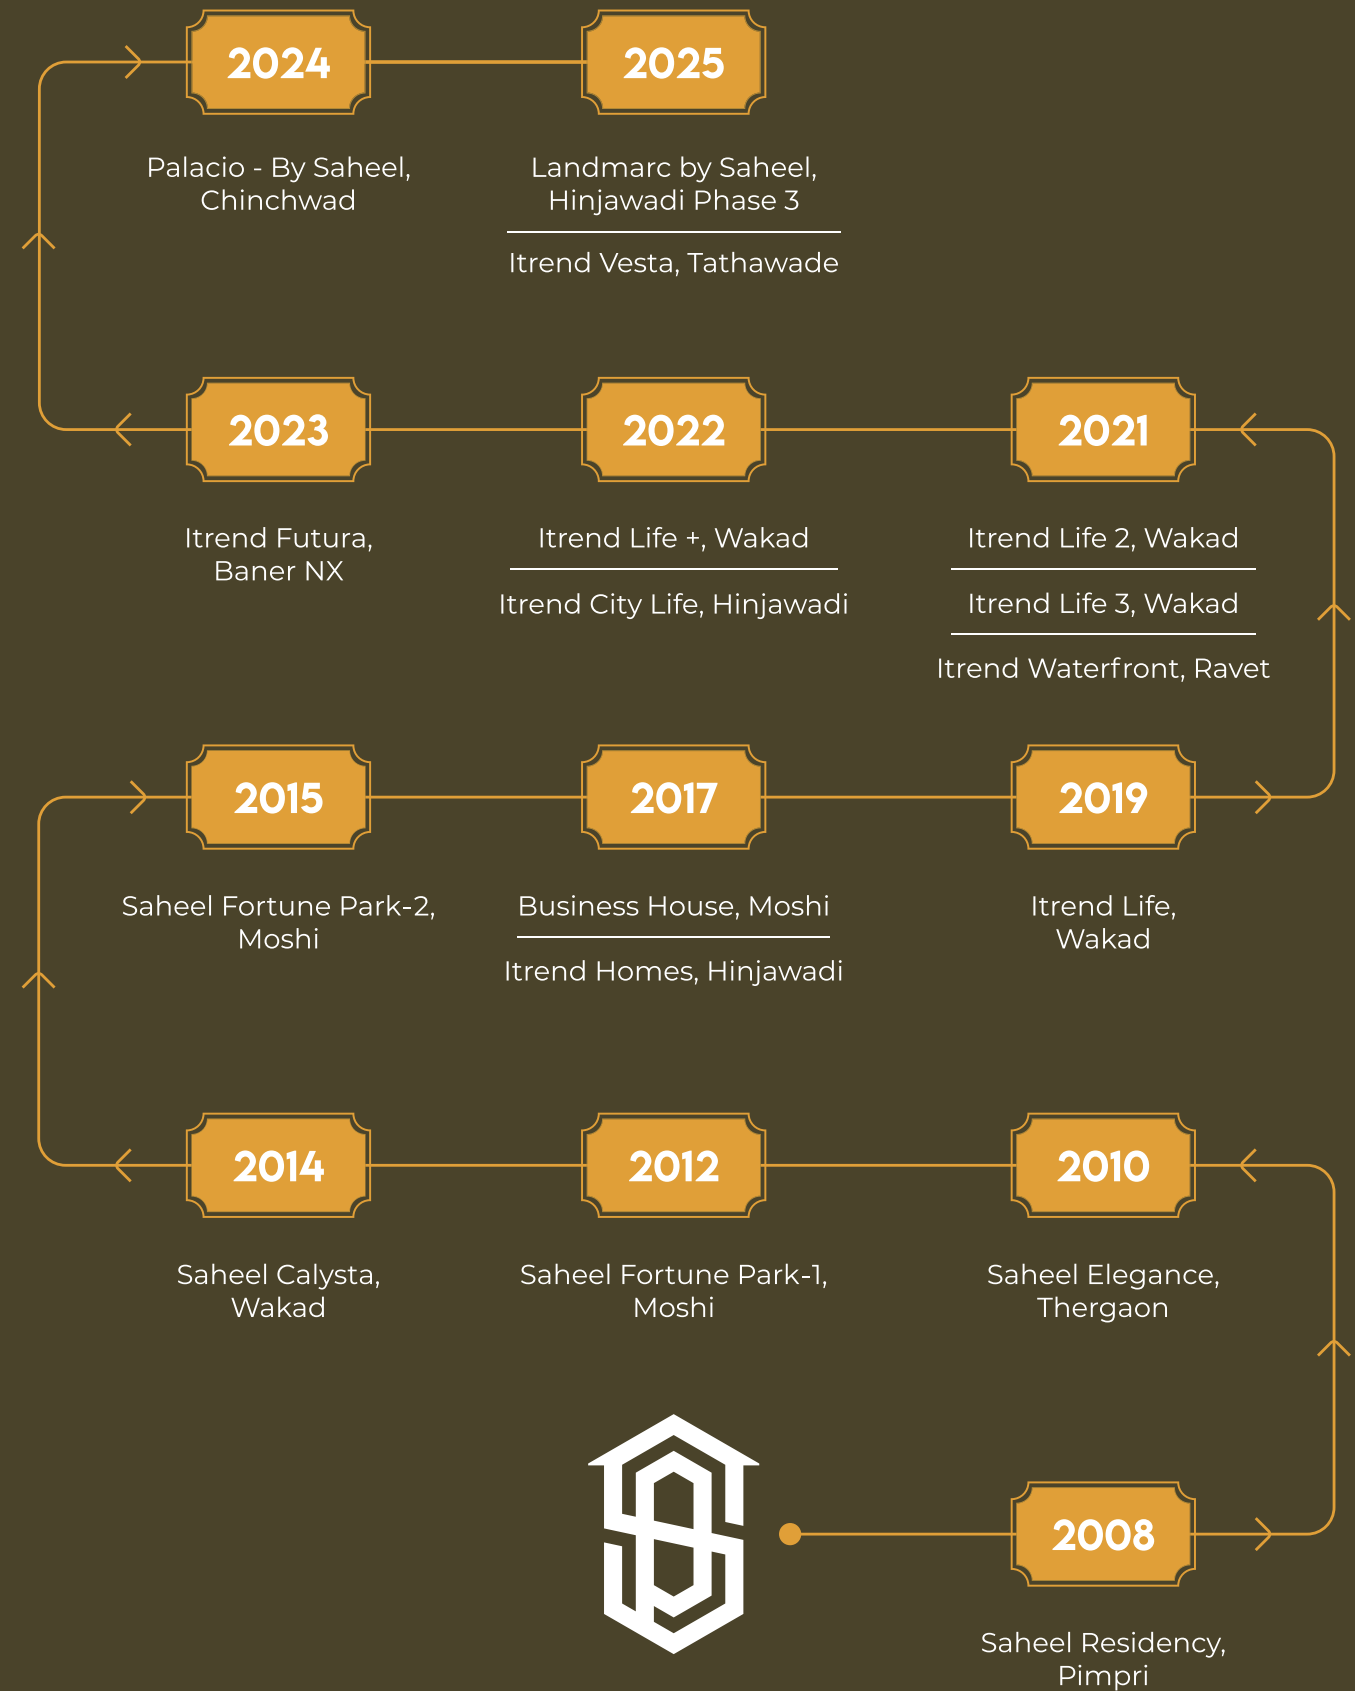 2024
Palacio - By Saheel,
Chinchwad
2025
Landmarc by Saheel,
Hinjawadi Phase 3
Itrend Vesta, Tathawade
2023
Itrend Futura,
Baner NX
2022
Itrend Life +, Wakad
Itrend City Life, Hinjawadi
2021
Itrend Life 2, Wakad
Itrend Life 3, Wakad
Itrend Waterfront, Ravet
2015
Saheel Fortune Park-2,
Moshi
2017
Business House, Moshi
Itrend Homes, Hinjawadi
2019
Itrend Life,
Wakad
2014
Saheel Calysta,
Wakad
2012
Saheel Fortune Park-1,
Moshi
2010
Saheel Elegance,
Thergaon
2008
Saheel Residency,
Pimpri